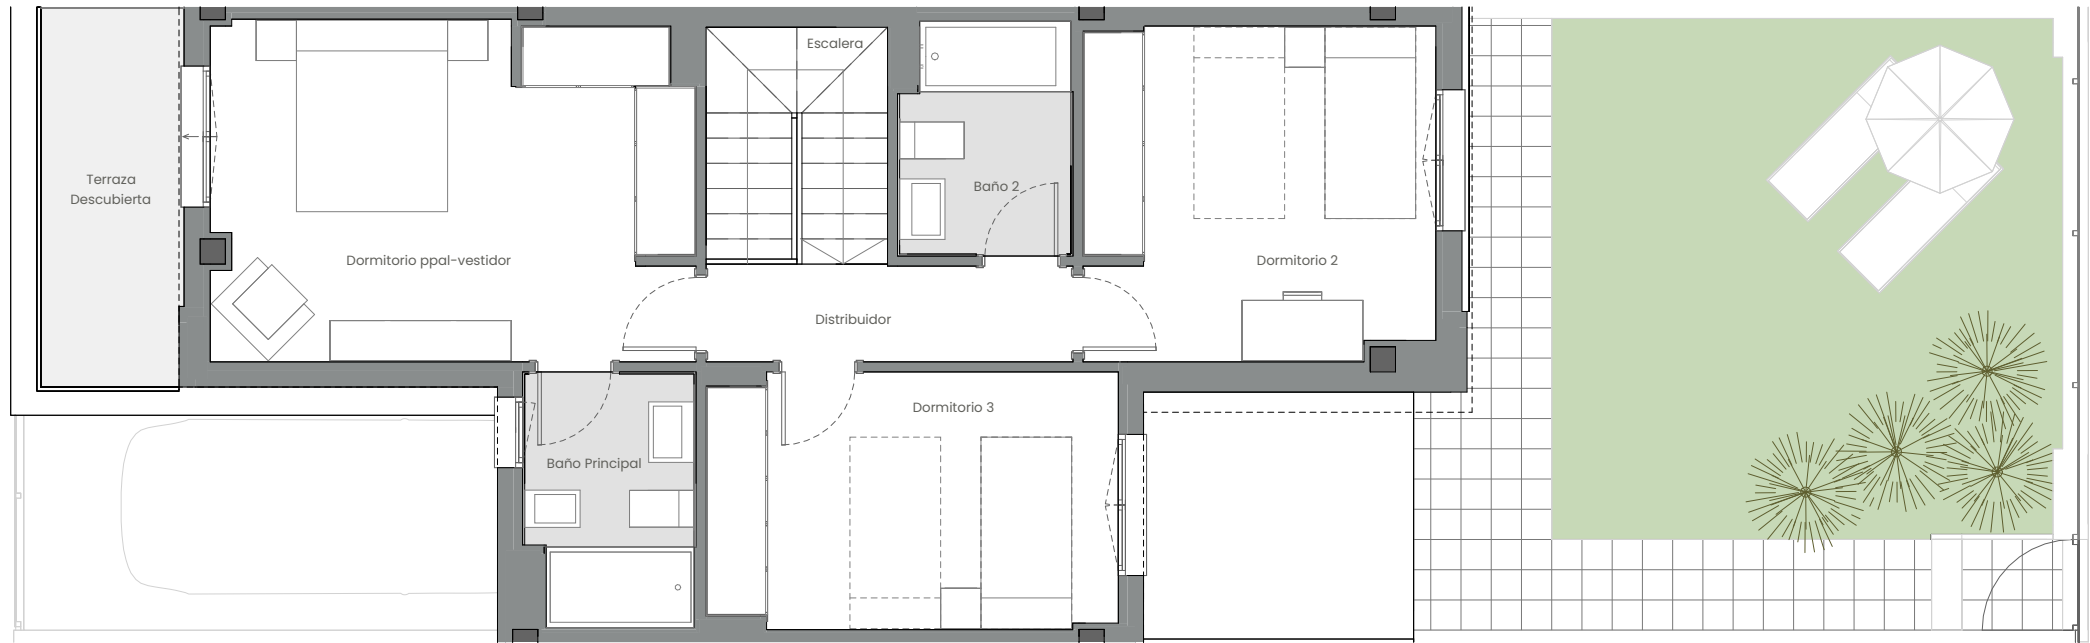 Escalera
Terraza
Descubierta
Baño 2
Dormitorio ppal-vestidor
Dormitorio 2
Distribuidor
Dormitorio 3
Baño Principal